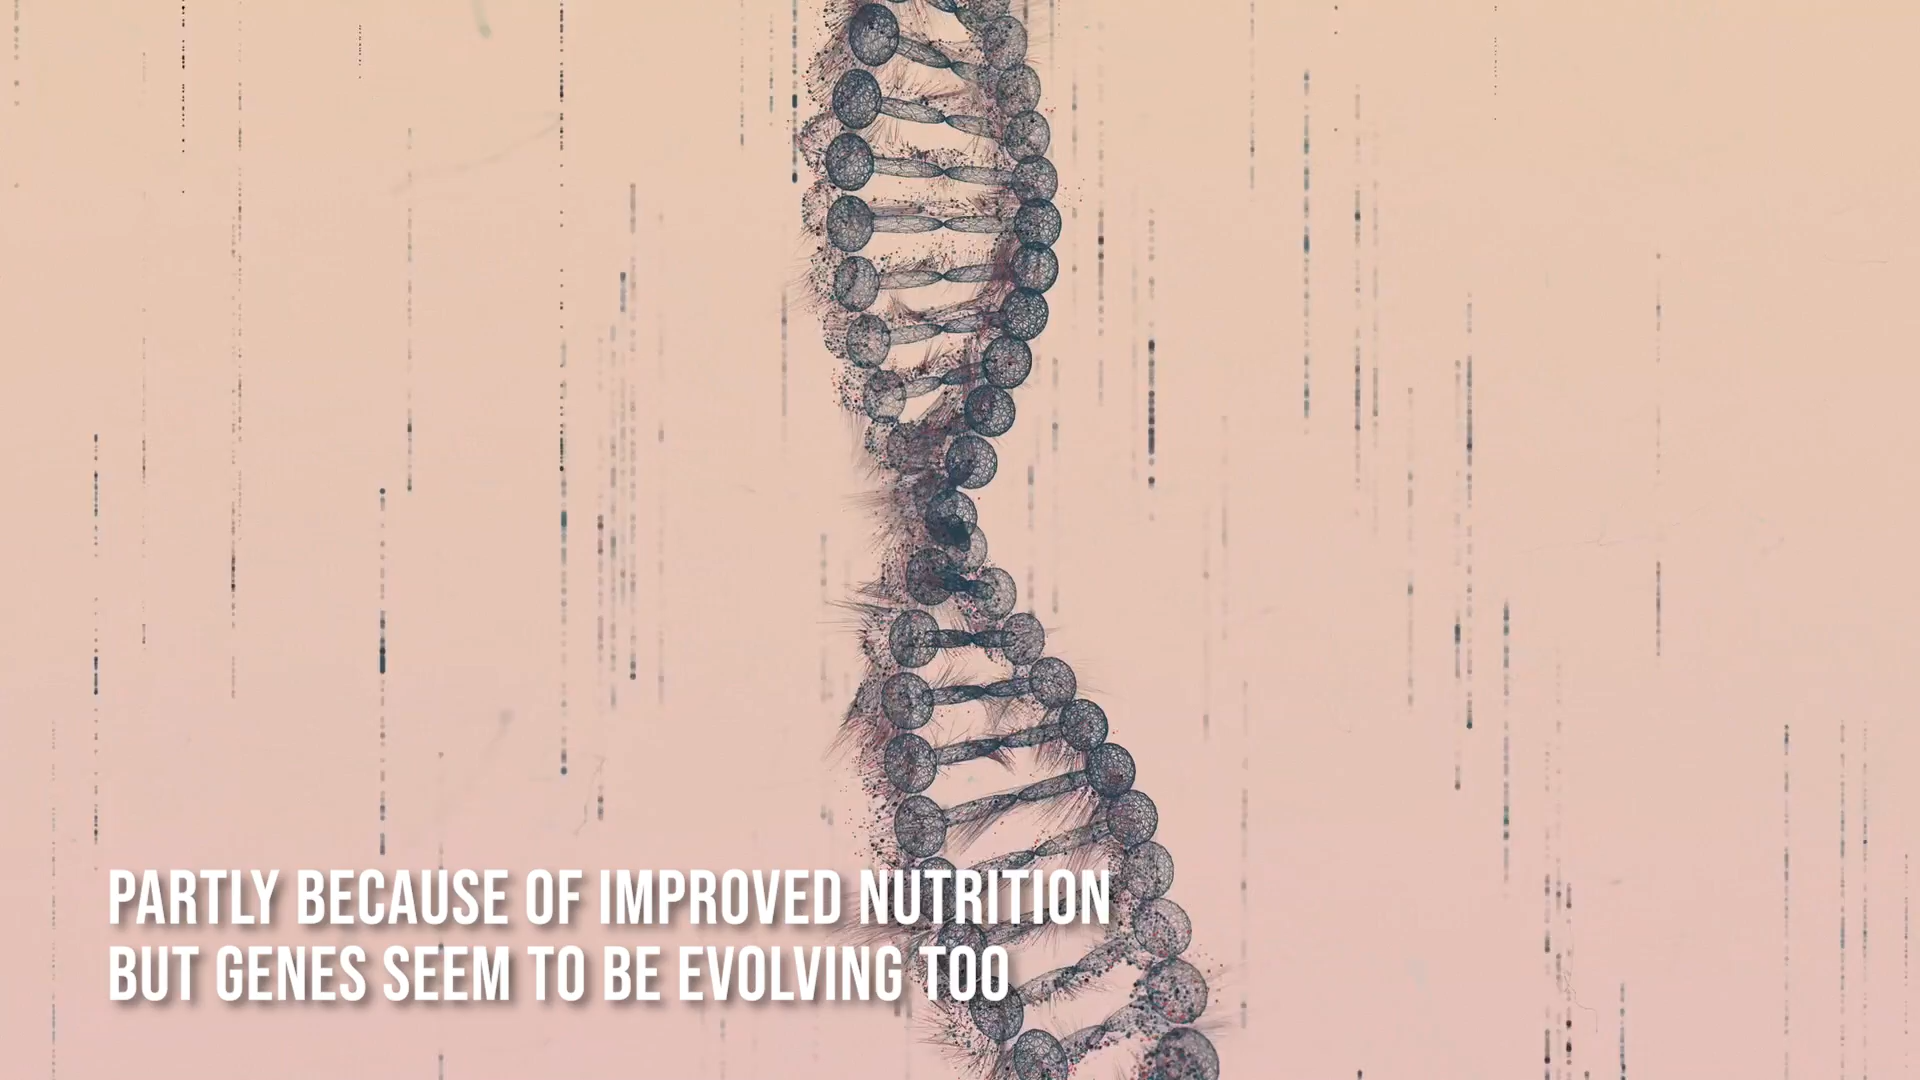 PARTLY BECAUSE OF IMPROVED NUTRITION
BUT GENES SEEM TO BE EVOLVING TOO